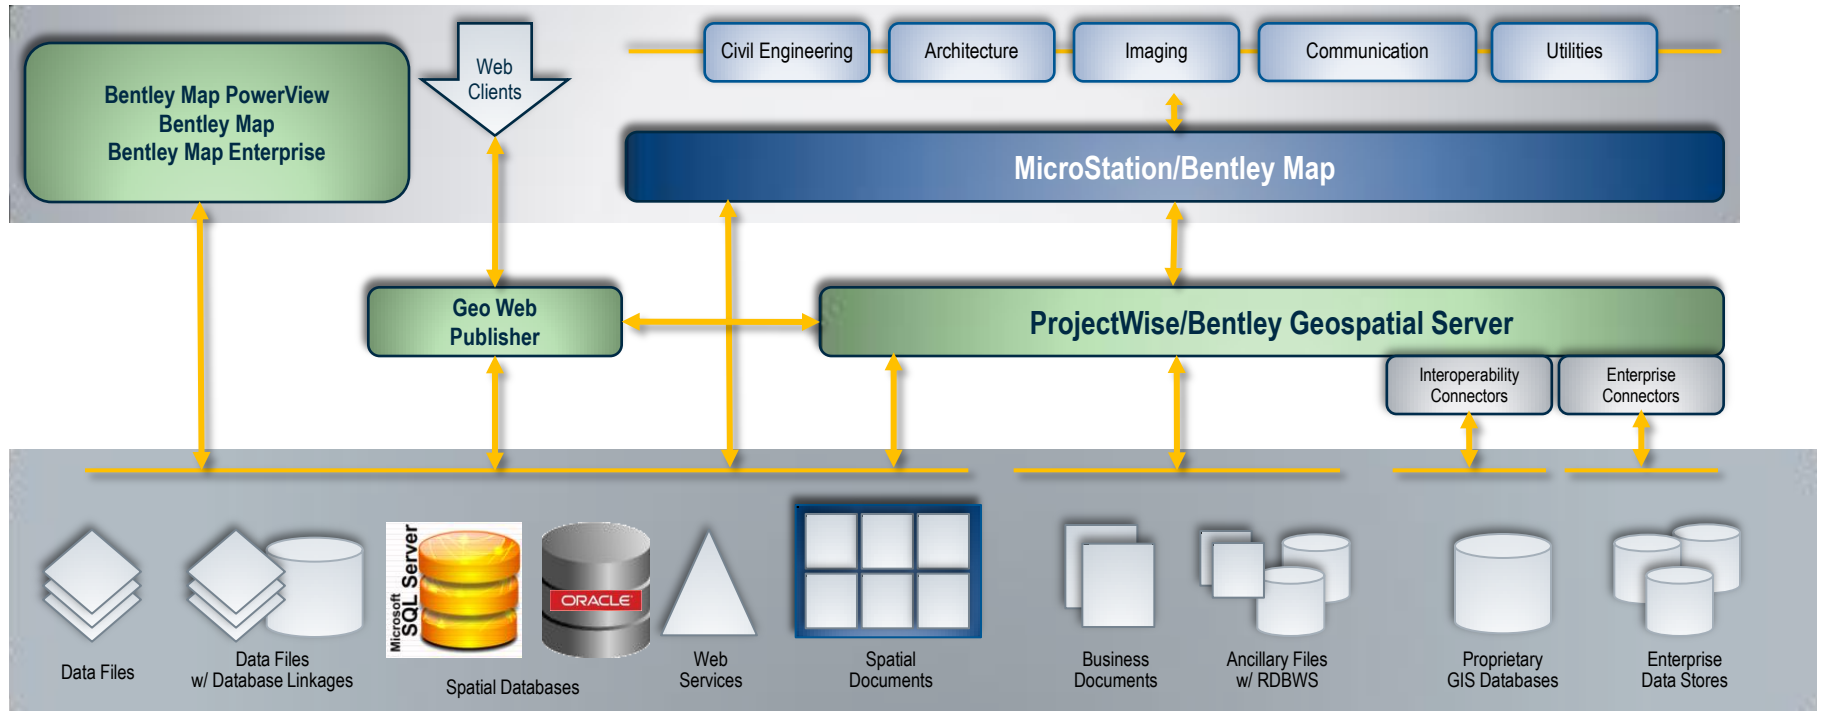 Bentley Map PowerView
Bentley Map
Bentley Map Enterprise
Web
Clients
Civil Engineering
Architecture
Imaging
Communication
Utilities
MicroStation/Bentley Map
Geo Web
Publisher
ProjectWise/Bentley Geospatial Server
Interoperability
Connectors
Enterprise
Connectors
Microsoft
SQL Server
ORACLE
Data Files
Data Files
w/ Database Linkages
Spatial Databases
Web
Services
Spatial
Documents
Business
Documents
Ancillary Files
w/ RDBWS
Proprietary
GIS Databases
Enterprise
Data Stores